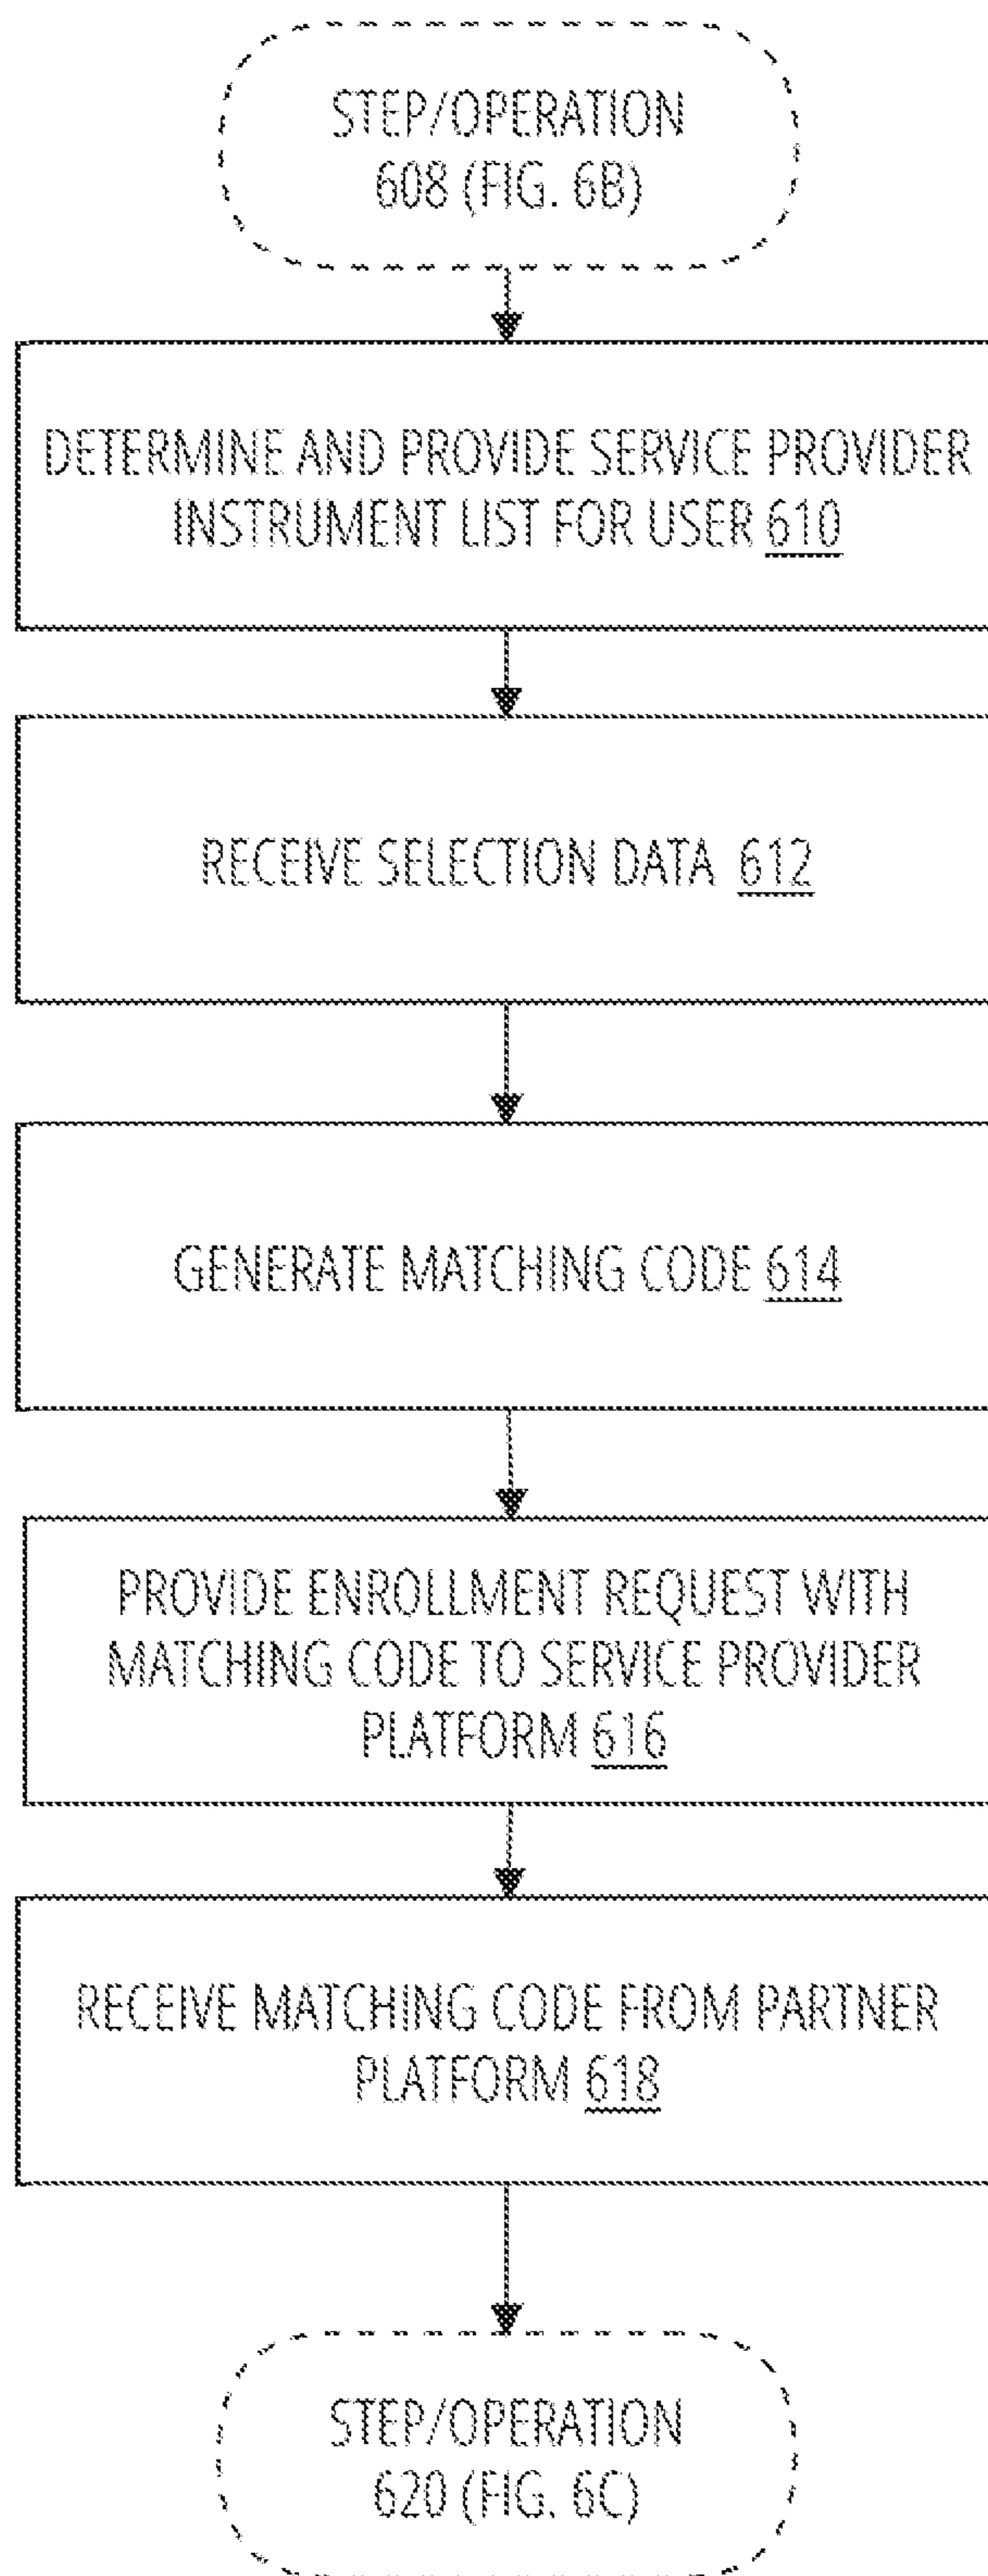 STEP/OPERATION
608 (FIG. 6B)
DETERMINE AND PROVIDE SERVICE PROVIDER
INSTRUMENT LIST FOR USER 610
RECEIVE SELECTION DATA 612
GENERATE MATCHING CODE 614
PROVIDE ENROLLMENT REQUEST WITH
MATCHING CODE TO SERVICE PROVIDER
PLATFORM 616
RECEIVE MATCHING CODE FROM PARTNER
PLATFORM 618
STEP/OPERATION
620 (FIG. 6C)